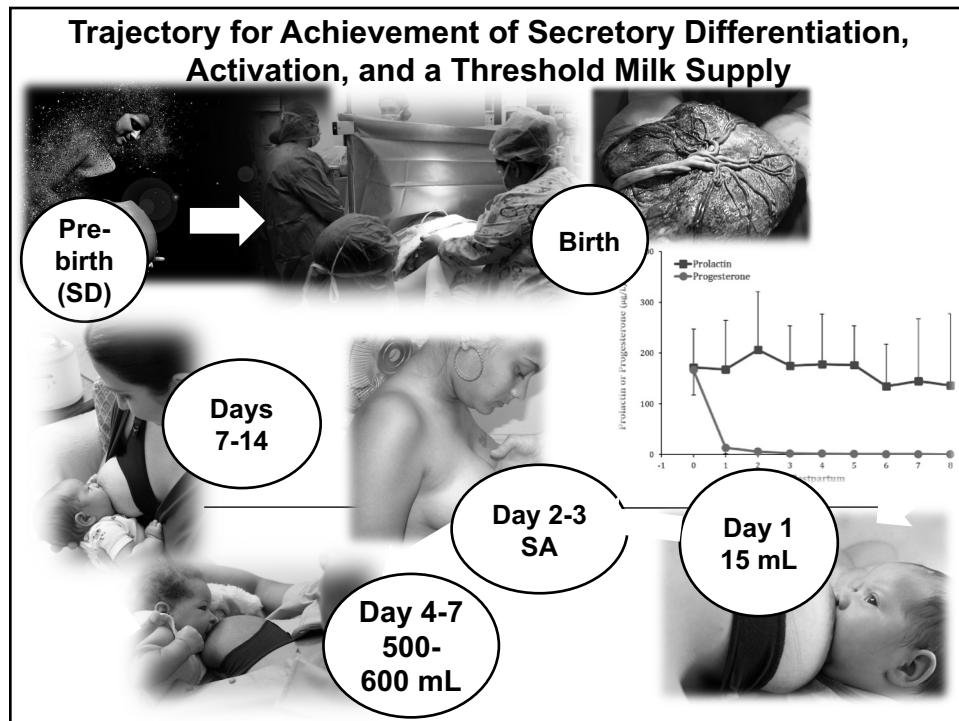 Trajectory for Achievement of Secretory Differentiation,
Activation, and a Threshold Milk Supply
Pre-
birth
(SD)
Birth
Prolactin
Progesterone
Prolactin or Progesterone (µg/L)
400
300
200
100
0
-1 0 1 2 3 4 5 6 7 8
Days
7-14
Day 2-3
SA
Day 1
15 mL
Day 4-7
500-
600 mL